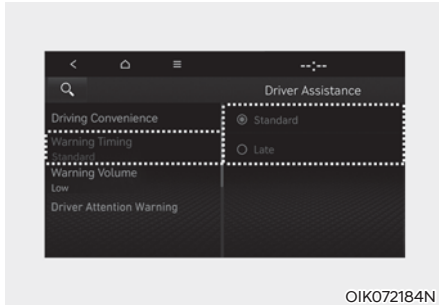 --:--
Driver Assistance
Driving Convenience
Warning Timing
Standard
Warning Volume
Low
Driver Attention Warning
Standard
Late
OIK072184N